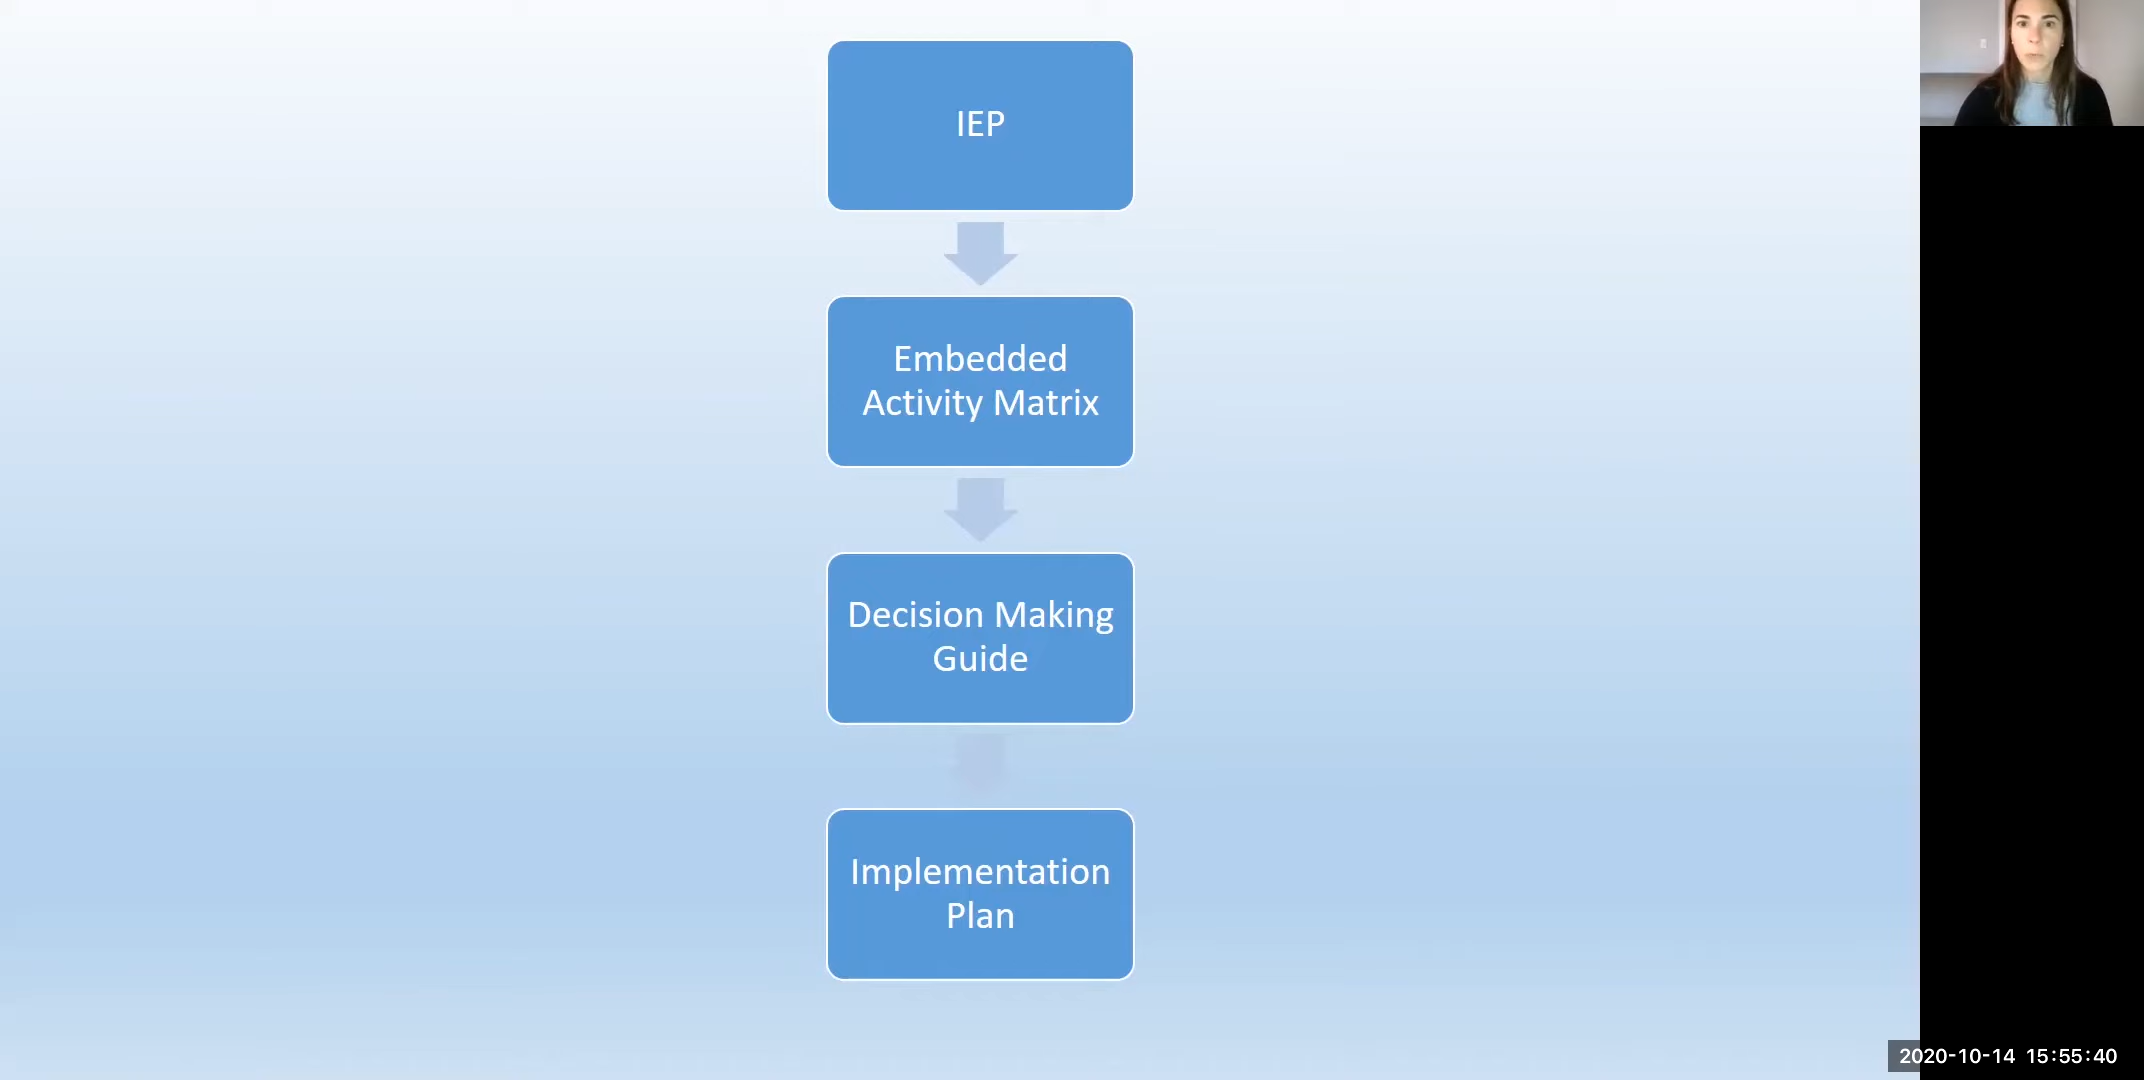 IEP
Embedded
Activity Matrix
Decision Making
Guide
Implementation
Plan
2020-10-14 15:55:40